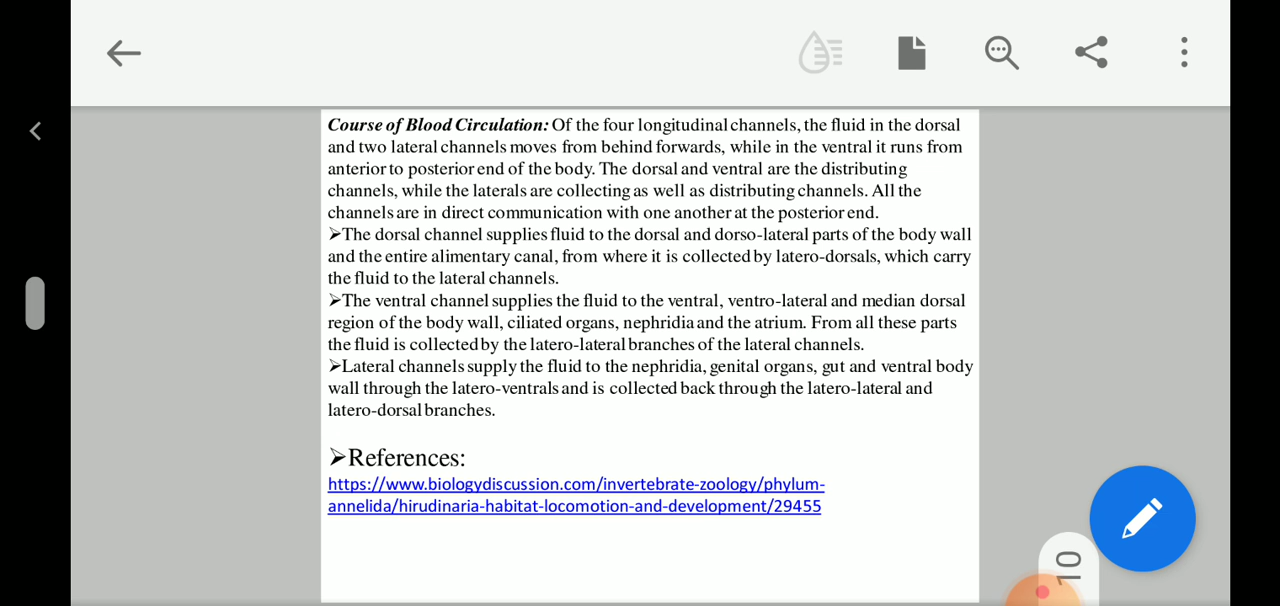 Course of Blood Circulation: Of the four longitudinal channels, the fluid in the dorsal
and two lateral channels moves from behind forwards, while in the ventral it runs from
anterior to posterior end of the body. The dorsal and ventral are the distributing
channels, while the laterals are collecting as well as distributing channels. All the
channels are in direct communication with one another at the posterior end.
➢The dorsal channel supplies fluid to the dorsal and dorso-lateral parts of the body wall
and the entire alimentary canal, from where it is collected by latero-dorsals, which carry
the fluid to the lateral channels.
➢The ventral channel supplies the fluid to the ventral, ventro-lateral and median dorsal
region of the body wall, ciliated organs, nephridia and the atrium. From all these parts
the fluid is collected by the latero-lateral branches of the lateral channels.
➢Lateral channels supply the fluid to the nephridia, genital organs, gut and ventral body
wall through the latero-ventrals and is collected back through the latero-lateral and
latero-dorsal branches.
➢References:
https://www.biologydiscussion.com/invertebrate-zoology/phylum-
annelida/hirudinaria-habitat-locomotion-and-development/29455
10